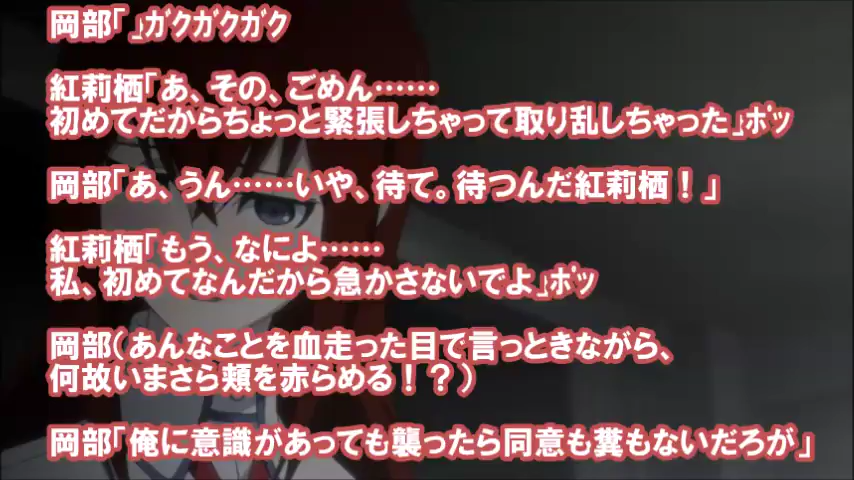 岡部「」ｶﾞクガクガク
紅莉栖「あ、その、ごめん……
初めてだからちょっと緊張しちゃって取り乱しちゃった」ﾎﾟッ
岡部「あ、うん……いや、待て。待つんだ紅莉栖！」
紅莉栖「もう、なによ……
私、初めてなんだから急かさないでよ」ﾎﾟッ
岡部（あんなことを血走った目で言っときながら、
何故いまさら頬を赤らめる！？）
岡部「俺に意識があっても襲ったら同意も糞もないだろが」